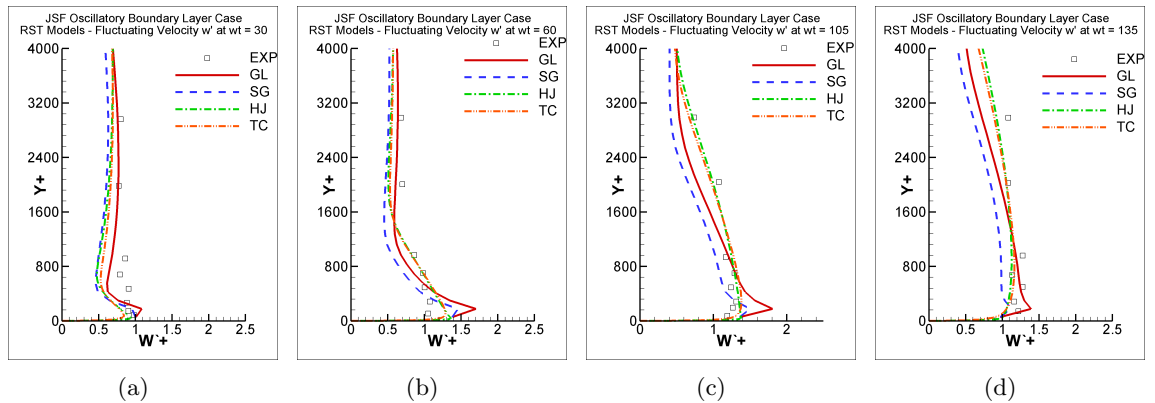 JSF Oscillatory Boundary Layer Case
RST Models - Fluctuating Velocity w' at wt = 30
EXP
GL
SG
HJ
TC
Y+
4000
3200
2400
1600
800
0
0 0.5 1 1.5 2 2.5
W`+
(a)
JSF Oscillatory Boundary Layer Case
RST Models - Fluctuating Velocity w' at wt = 60
EXP
GL
SG
HJ
TC
Y+
4000
3200
2400
1600
800
0
0 0.5 1 1.5 2 2.5
W`+
(b)
JSF Oscillatory Boundary Layer Case
RST Models - Fluctuating Velocity w' at wt = 105
EXP
GL
SG
HJ
TC
Y+
4000
3200
2400
1600
800
0
0 1 2
W`+
(c)
JSF Oscillatory Boundary Layer Case
RST Models - Fluctuating Velocity w' at wt = 135
EXP
GL
SG
HJ
TC
Y+
4000
3200
2400
1600
800
0
0 0.5 1 1.5 2 2.5
W`+
(d)